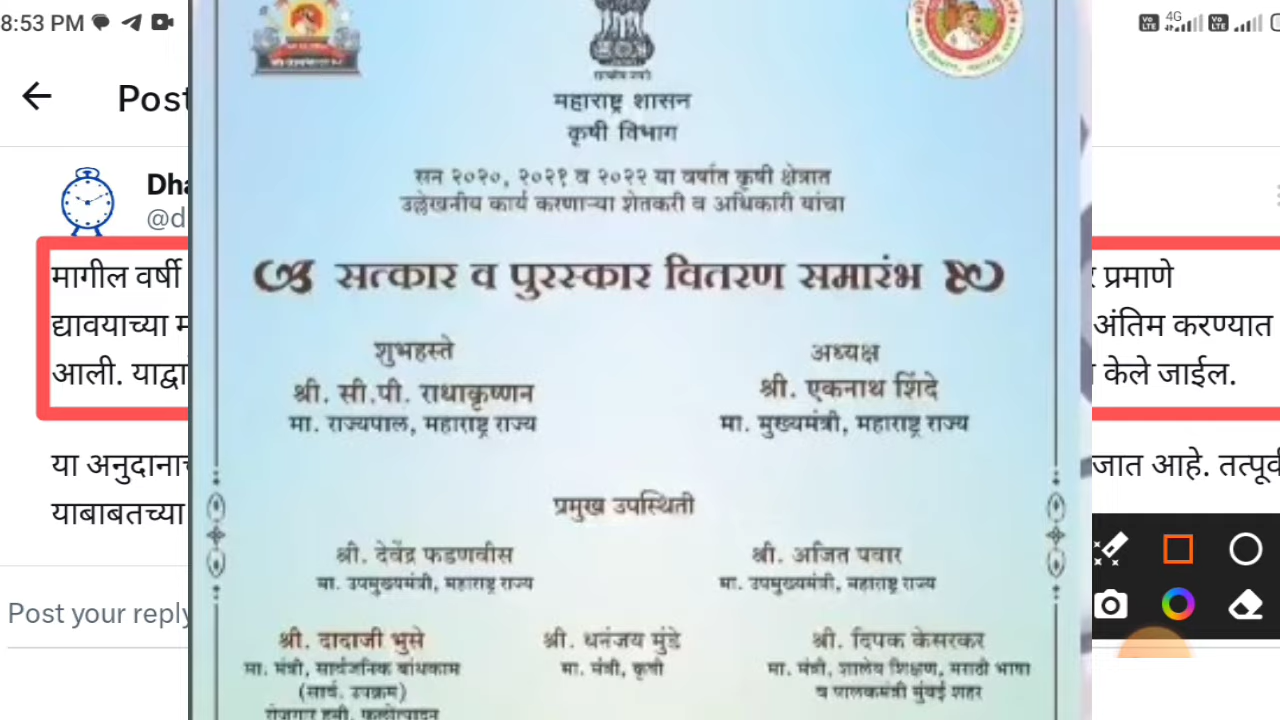 8:53 PM
4G
Post
Dha
@d
मागील वर्षी
प्रमाणे
द्यावयाच्या
अंतिम करण्यात
आली. याद्वा
केले जाईल.
या अनुदानाच
जात आहे. तत्पूर्व
याबाबतच्या
Post your reply
महाराष्ट्र शासन
कृषी विभाग
सन २०२०, २०२१ व २०२२ या वर्षात कृषी क्षेत्रात
उल्लेखनीय कार्य करणाऱ्या शेतकरी व अधिकारी यांचा
सत्कार व पुरस्कार वितरण समारंभ
शुभहस्ते
श्री. सी.पी. राधाकृष्णन
मा. राज्यपाल, महाराष्ट्र राज्य
अध्यक्ष
श्री. एकनाथ शिंदे
मा. मुख्यमंत्री, महाराष्ट्र राज्य
प्रमुख उपस्थिती
श्री. देवेंद्र फडणवीस
मा. उपमुख्यमंत्री, महाराष्ट्र राज्य
श्री. अजित पवार
मा. उपमुख्यमंत्री, महाराष्ट्र राज्य
श्री. दादाजी भुसे
मा. मंत्री, सार्वजनिक बांधकाम
(सार्व. उपक्रम)
श्री. धनंजय मुंडे
मा. मंत्री, कृषी
श्री. दिपक केसरकर
मा. मंत्री, शालेय शिक्षण, मराठी भाषा
व पालकमंत्री मुंबई शहर